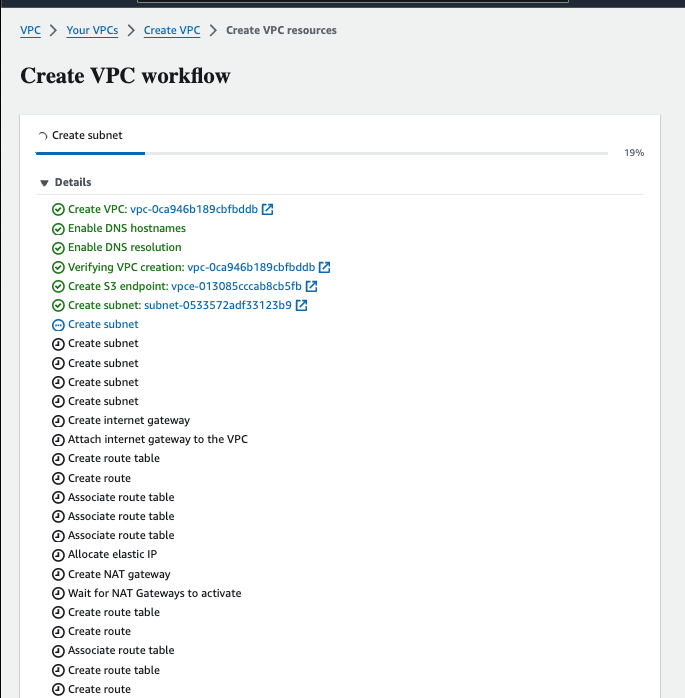 VPC > Your VPCs > Create VPC > Create VPC resources
Create VPC workflow
Create subnet
19%
Details
Create VPC: vpc-0ca946b189cbfbddb
Enable DNS hostnames
Enable DNS resolution
Verifying VPC creation: vpc-0ca946b189cbfbddb
Create S3 endpoint: vpce-013085cccab8cb5fb
Create subnet: subnet-0533572adf33123b9
Create subnet
Create subnet
Create subnet
Create subnet
Create subnet
Create internet gateway
Attach internet gateway to the VPC
Create route table
Create route
Associate route table
Associate route table
Associate route table
Allocate elastic IP
Create NAT gateway
Wait for NAT Gateways to activate
Create route table
Create route
Associate route table
Create route table
Create route